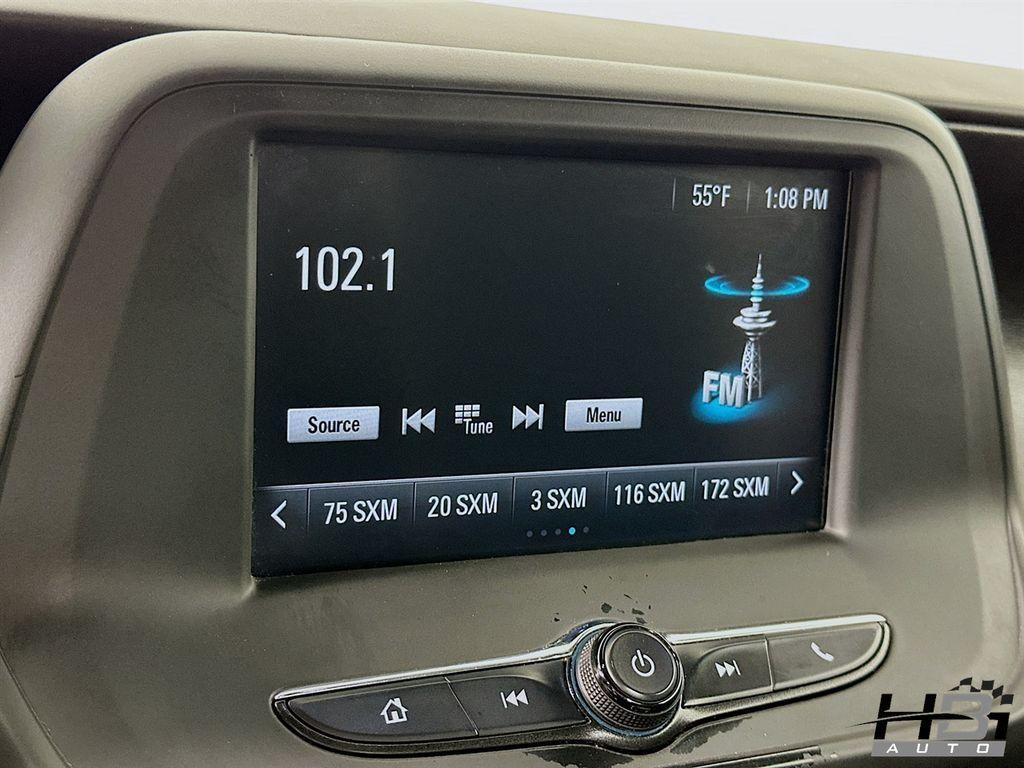 55°F 1:08 PM
102.1
FM
Source Tune Menu
75 SXM 20 SXM 3 SXM 116 SXM 172 SXM
HBI
AUTO